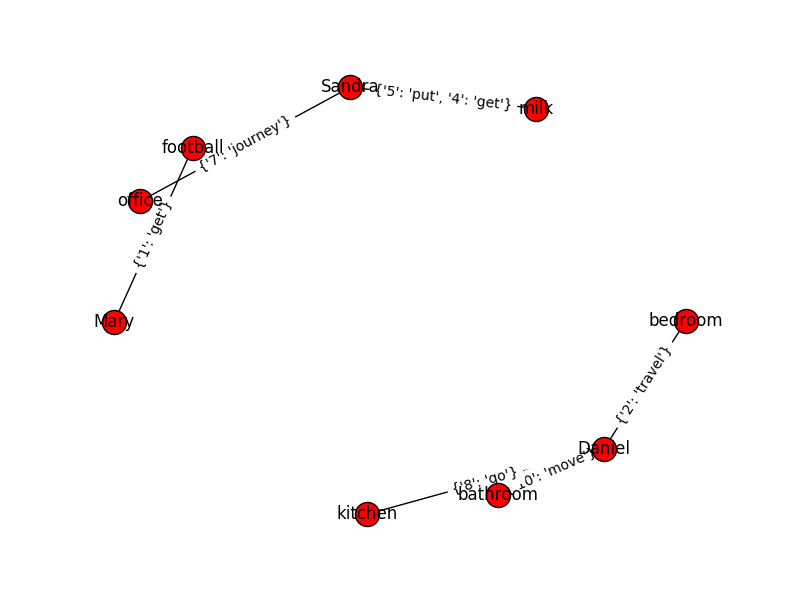 Sandra
{'5': 'put', '4': 'get'}
milk
{'7': 'journey'}
football
office
{'1': 'get'}
Mary
bedroom
{'2': 'travel'}
Daniel
0': 'move'}
{'8': 'go'}
bathroom
kitchen